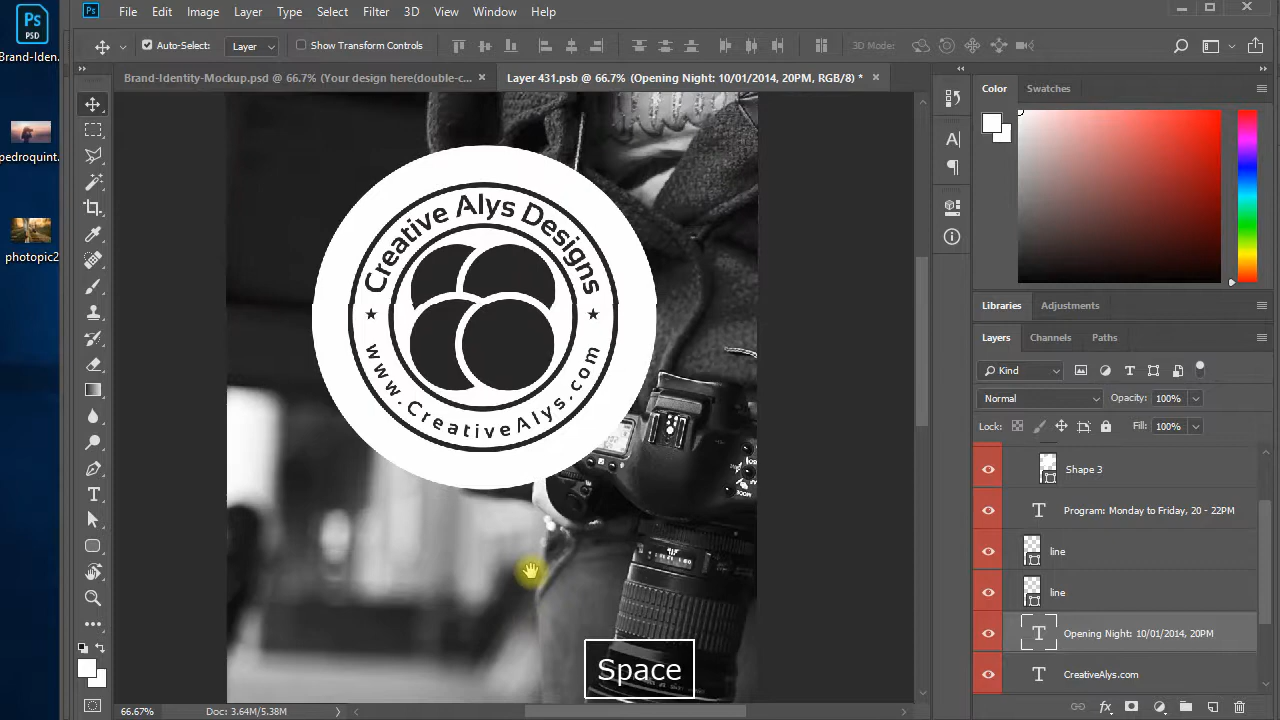 Ps
File Edit Image Layer Type Select Filter 3D View Window Help
Ps
PSD
Brand-Iden...
pedroquint...
photopic2
Auto-Select: Layer Show Transform Controls 3D Mode:
Brand-Identity-Mockup.psd @ 66.7% (Your design here(double-c... × Layer 431.psb @ 66.7% (Opening Night: 10/01/2014, 20PM, RGB/8) * ×
Creative Alys Designs
www.CreativeAlys.com
Space
66.67% Doc: 3.64M/5.38M
Color Swatches
Libraries Adjustments
Layers Channels Paths
Kind
Normal Opacity: 100%
Lock: Fill: 100%
Shape 3
Program: Monday to Friday, 20 - 22PM
line
line
Opening Night: 10/01/2014, 20PM
CreativeAlys.com